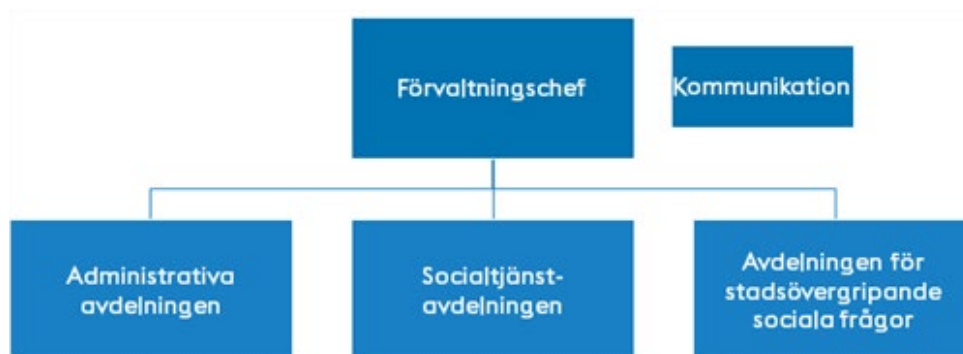 Förvaltningschef
Kommunikation
Administrativa
avdelningen
Socialtjänst-
avdelningen
Avdelningen för
stadsövergripande
sociala frågor